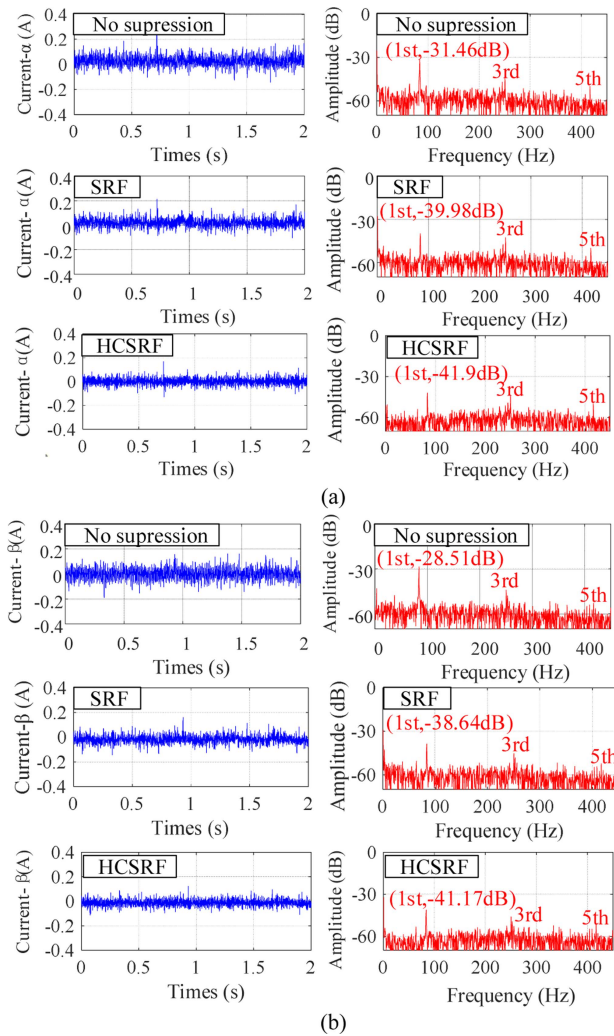 No supression
Current-α (A)
0.4
0.2
0
-0.2
-0.4
0 0.5 1 1.5 2
Times (s)
No supression
(1st,-31.46dB)
3rd
5th
Amplitude (dB)
0
-30
-60
0 100 200 300 400
Frequency (Hz)
SRF
Current- α(A)
0.4
0.2
0
-0.2
-0.4
0 0.5 1 1.5 2
Times (s)
SRF
(1st,-39.98dB)
3rd
5th
Amplitude (dB)
0
-30
-60
0 100 200 300 400
Frequency (Hz)
HCSRF
Current- α(A)
0.4
0.2
0
-0.2
-0.4
0 0.5 1 1.5 2
Times (s)
HCSRF
(1st,-41.9dB)
3rd
5th
Amplitude (dB)
0
-30
-60
0 100 200 300 400
Frequency (Hz)
(a)
No supression
Current- β(A)
0.4
0.2
0
-0.2
-0.4
0 0.5 1 1.5 2
Times (s)
No supression
(1st,-28.51dB)
3rd
5th
Amplitude (dB)
0
-30
-60
0 100 200 300 400
Frequency (Hz)
SRF
Current-β (A)
0.4
0.2
0
-0.2
-0.4
0 0.5 1 1.5 2
Times (s)
SRF
(1st,-38.64dB)
3rd
5th
Amplitude (dB)
0
-30
-60
0 100 200 300 400
Frequency (Hz)
HCSRF
Current- β(A)
0.4
0.2
0
-0.2
-0.4
0 0.5 1 1.5 2
Times (s)
HCSRF
(1st,-41.17dB)
3rd
5th
Amplitude (dB)
0
-30
-60
0 100 200 300 400
Frequency (Hz)
(b)